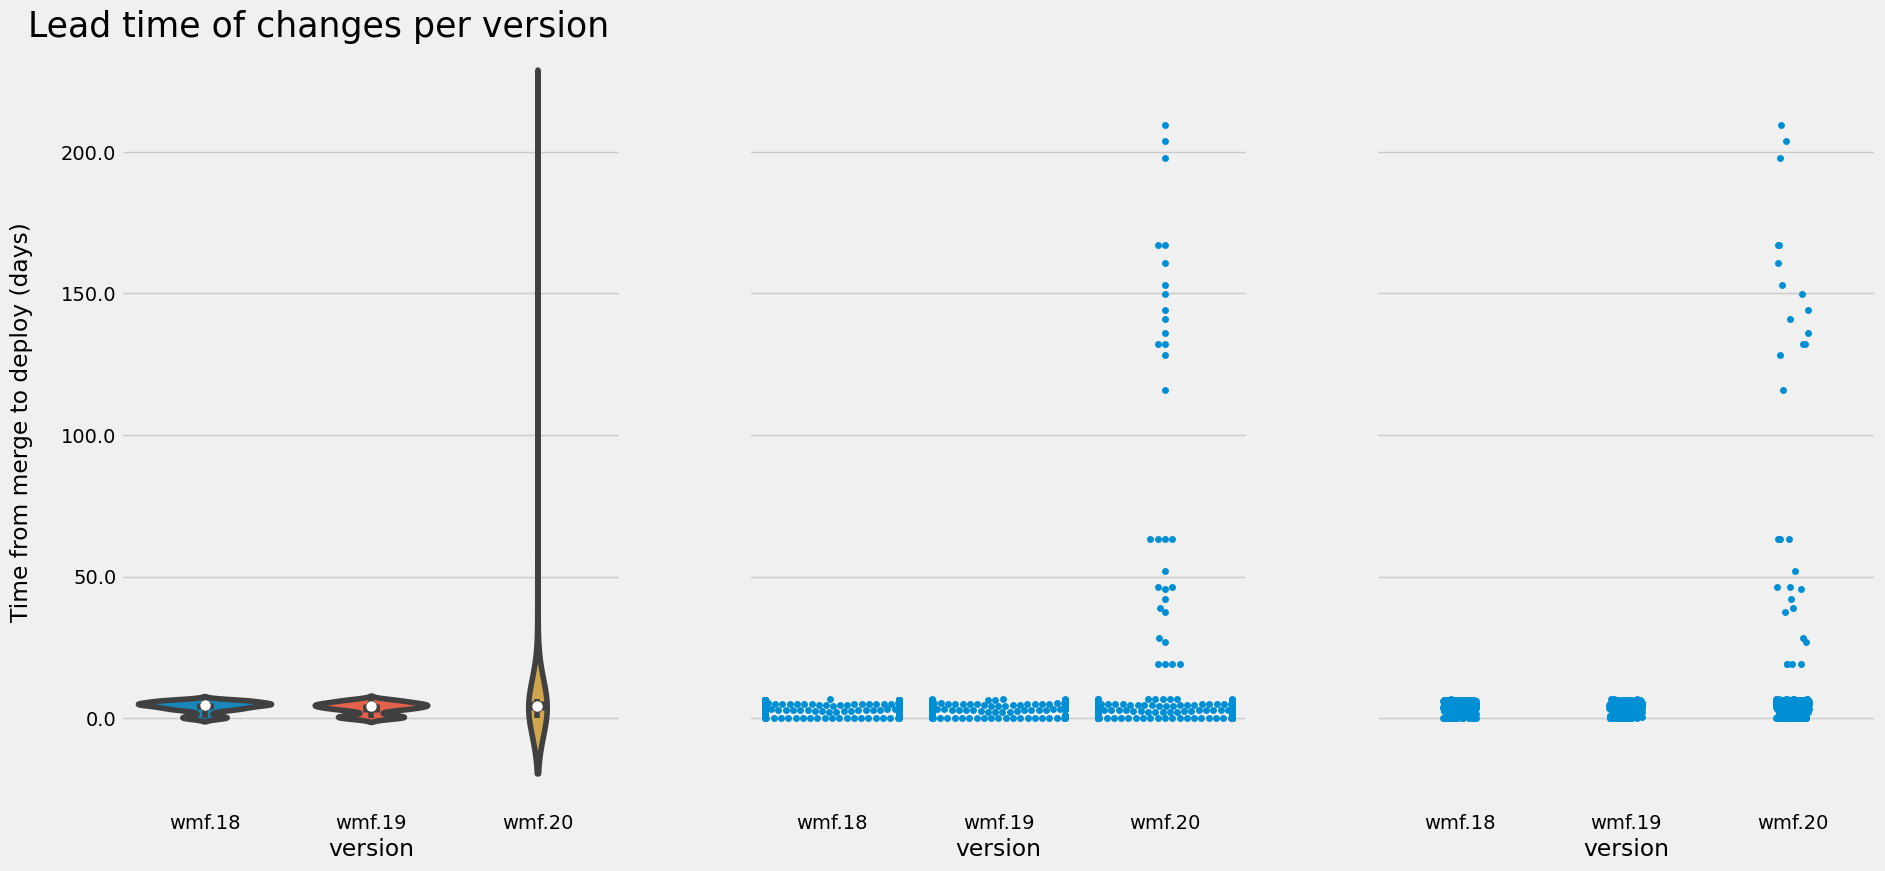 Lead time of changes per version
Time from merge to deploy (days)
200.0
150.0
100.0
50.0
0.0
wmf.18 wmf.19 wmf.20
version
wmf.18 wmf.19 wmf.20
version
wmf.18 wmf.19 wmf.20
version